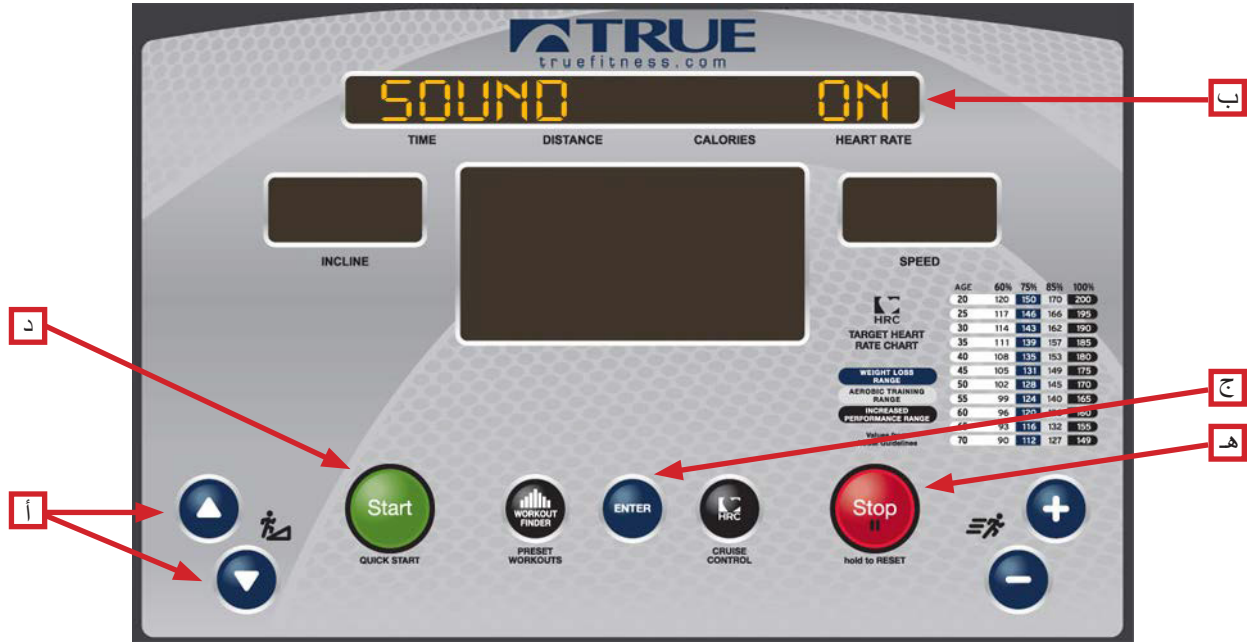 TRUE
truefitness.com
SOUND ON
TIME DISTANCE CALORIES HEART RATE
ب
INCLINE
SPEED
HRC
TARGET HEART
RATE CHART
WEIGHT LOSS
RANGE
AEROBIC TRAINING
RANGE
INCREASED
PERFORMANCE RANGE
AGE 60% 75% 85% 100%
20 120 150 170 200
25 117 146 166 195
30 114 143 162 190
35 111 139 157 185
40 108 135 153 180
45 105 131 149 175
50 102 128 145 170
55 99 124 140 165
60 96 120 160
93 116 132 155
70 90 112 127 149
د
ج
هـ
أ
Start
QUICK START
WORKOUT
FINDER
PRESET
WORKOUTS
ENTER
HRC
CRUISE
CONTROL
Stop
hold to RESET